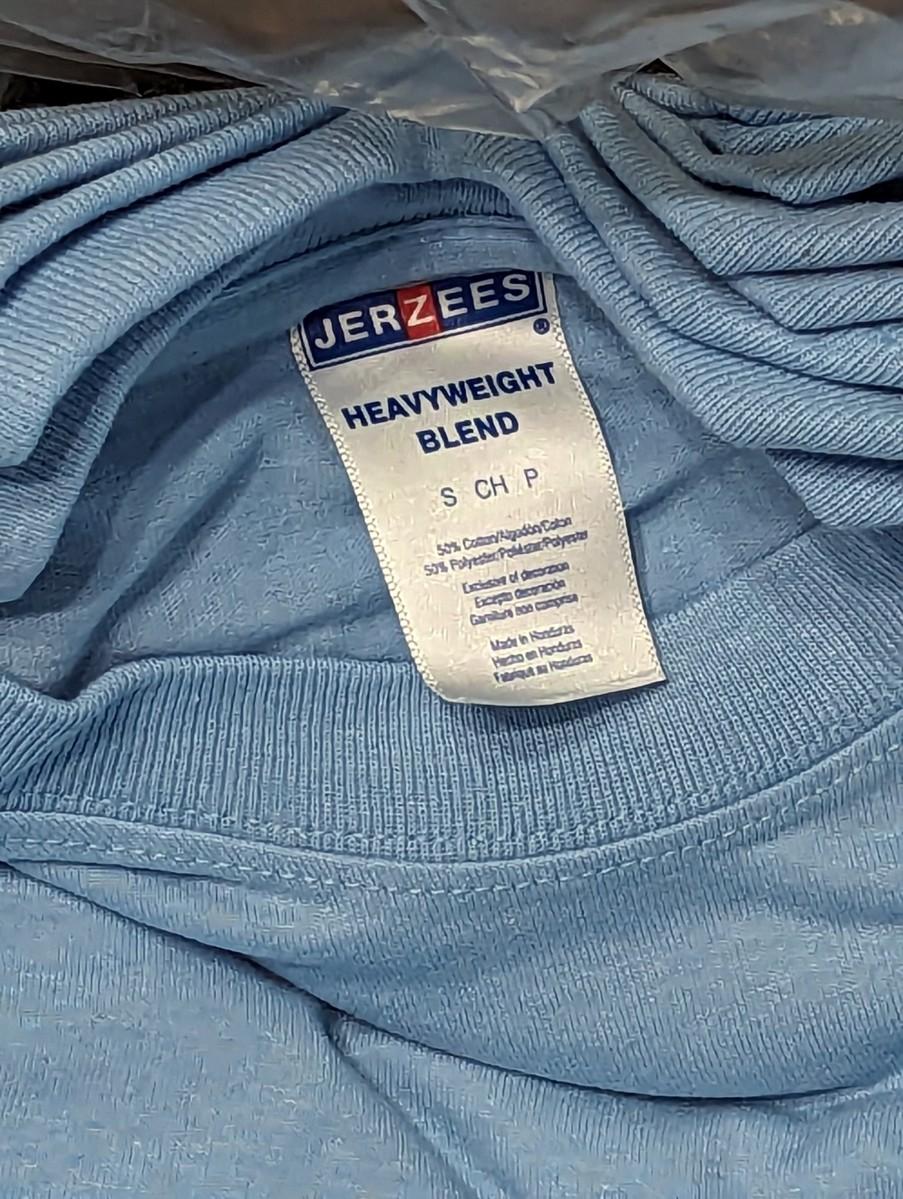 JERZEES
®
HEAVYWEIGHT
BLEND
S CH P
50% Cotton/Algodón/Coton
50% Polyester/Poliéster/Polyester
Exclusive of decoration
Excepto decoración
Garniture non comprise
Made in Honduras
Hecho en Honduras
Fabriqué au Honduras